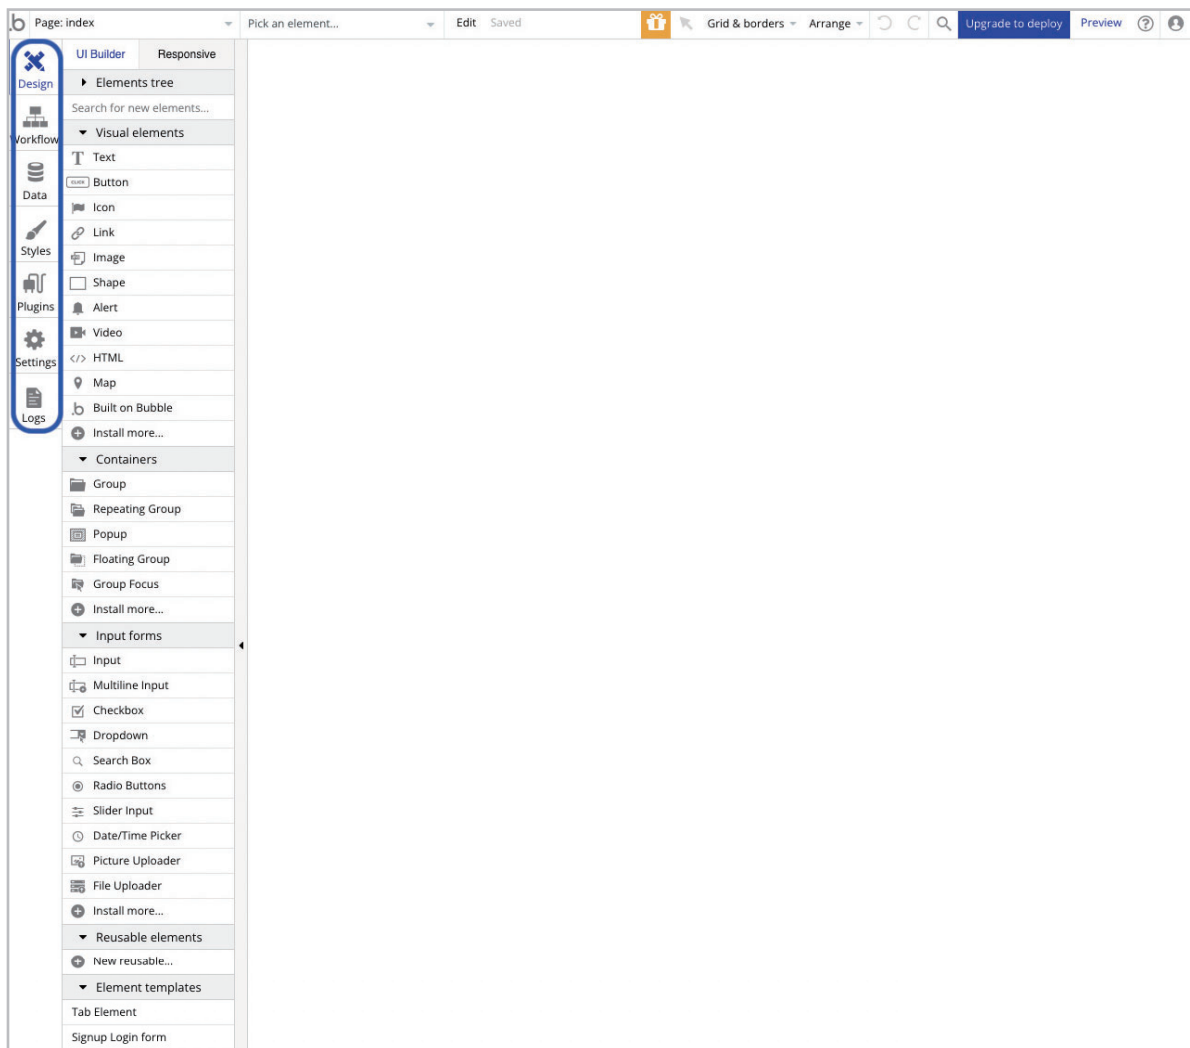 .b Page: index Pick an element... Edit Saved Grid & borders Arrange Upgrade to deploy Preview ?
Design
Workflow
Data
Styles
Plugins
Settings
Logs
UI Builder Responsive
Elements tree
Search for new elements...
Visual elements
T Text
CLICK Button
Icon
Link
Image
Shape
Alert
Video
</> HTML
Map
.b Built on Bubble
Install more...
Containers
Group
Repeating Group
Popup
Floating Group
Group Focus
Install more...
Input forms
Input
Multiline Input
Checkbox
Dropdown
Search Box
Radio Buttons
Slider Input
Date/Time Picker
Picture Uploader
File Uploader
Install more...
Reusable elements
New reusable...
Element templates
Tab Element
Signup Login form